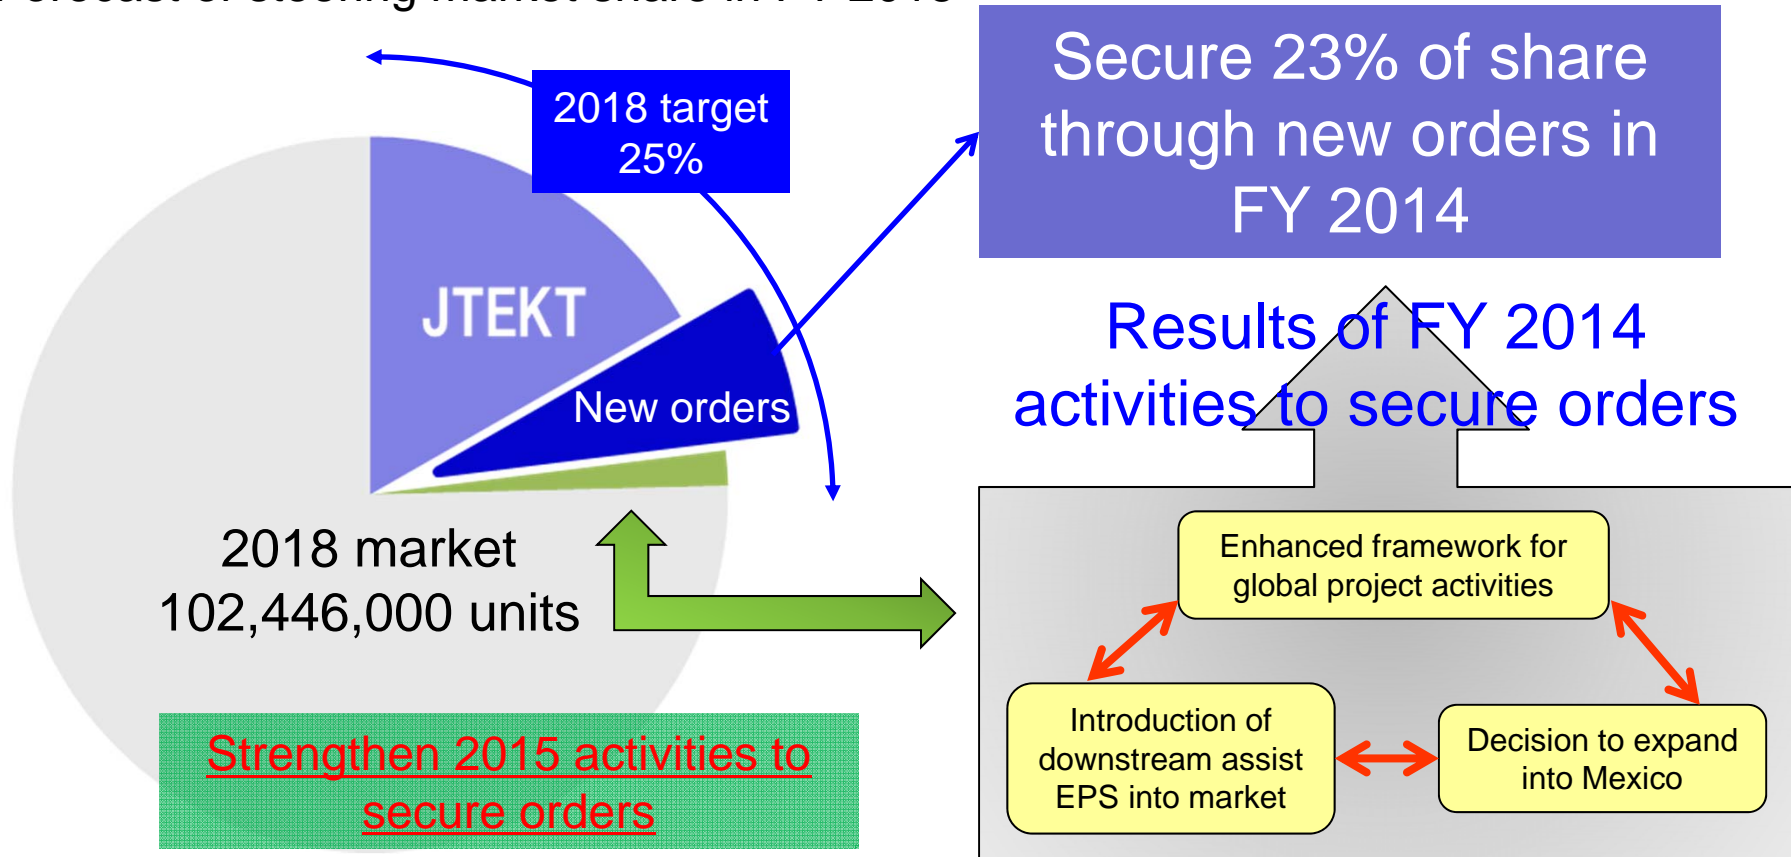 2018 target
25%
Secure 23% of share
through new orders in
FY 2014
JTEKT
New orders
Results of FY 2014
activities to secure orders
2018 market
102,446,000 units
Enhanced framework for
global project activities
Introduction of
downstream assist
EPS into market
Decision to expand
into Mexico
Strengthen 2015 activities to
secure orders